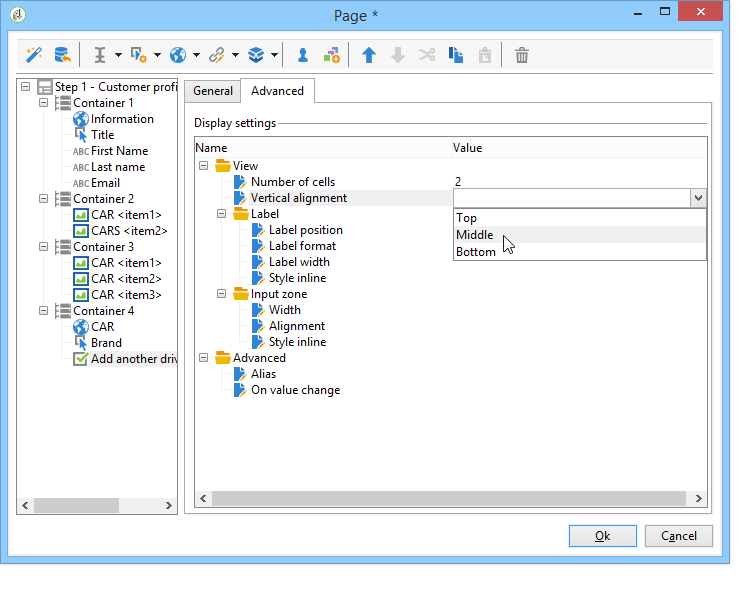 Page *
Step 1 - Customer profi
Container 1
Information
Title
ABC First Name
ABC Last name
ABC Email
Container 2
CAR <item1>
CARS <item2>
Container 3
CAR <item1>
CAR <item2>
CAR <item3>
Container 4
CAR
Brand
Add another driv
General Advanced
Display settings
Name Value
View
Number of cells 2
Vertical alignment
Top
Middle
Bottom
Label
Label position
Label format
Label width
Style inline
Input zone
Width
Alignment
Style inline
Advanced
Alias
On value change
Ok Cancel